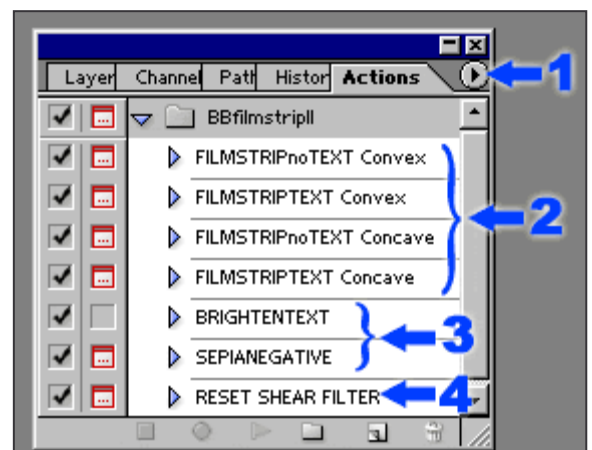 Layer Channel Path Histor Actions 1
BBfilmstripII
FILMSTRIPnoTEXT Convex
FILMSTRIPTEXT Convex
2
FILMSTRIPnoTEXT Concave
FILMSTRIPTEXT Concave
BRIGHTENTEXT
3
SEPIANEGATIVE
RESET SHEAR FILTER 4